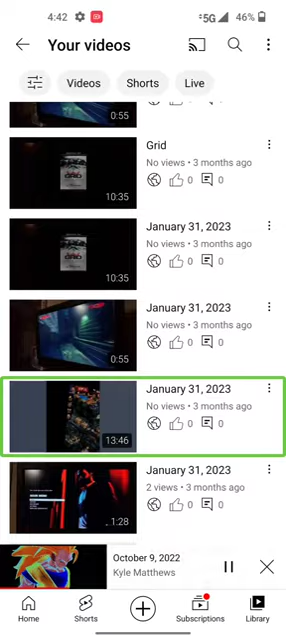 4:42 5G 46%
Your videos
Videos Shorts Live
0:55
Grid
No views • 3 months ago
0 0
10:35
January 31, 2023
No views • 3 months ago
0 0
10:35
January 31, 2023
No views • 3 months ago
0 0
0:55
January 31, 2023
No views • 3 months ago
0 0
13:46
January 31, 2023
2 views • 3 months ago
0 0
1:28
October 9, 2022
Kyle Matthews
Home Shorts Subscriptions Library